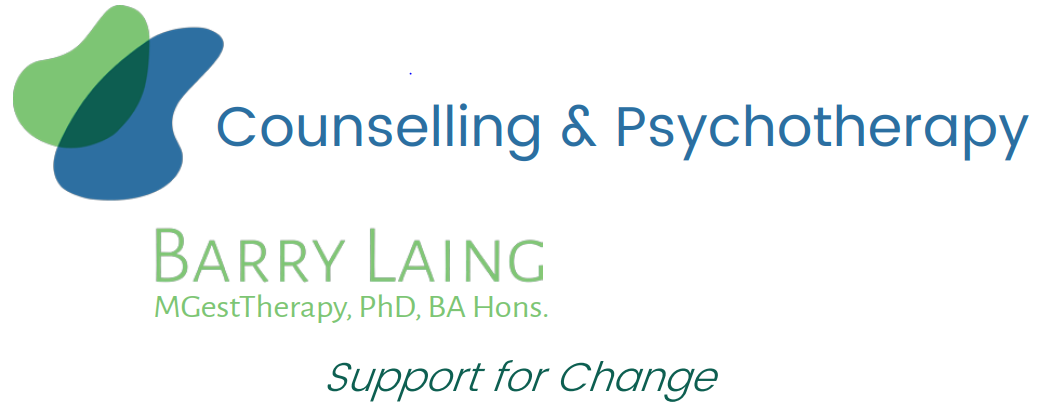 Counselling & Psychotherapy
BARRY LAING
MGestTherapy, PhD, BA Hons.
Support for Change